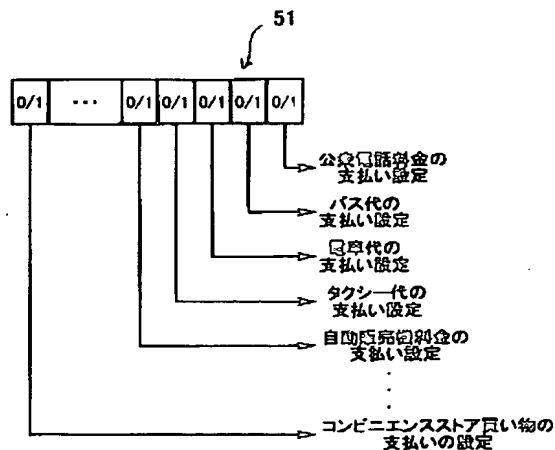 51
0/1 ... 0/1 0/1 0/1 0/1 0/1
公衆電話料金の
支払い設定
バス代の
支払い設定
電車代の
支払い設定
タクシー代の
支払い設定
自動販売機料金の
支払い設定
コンビニエンスストア買い物の
支払いの設定